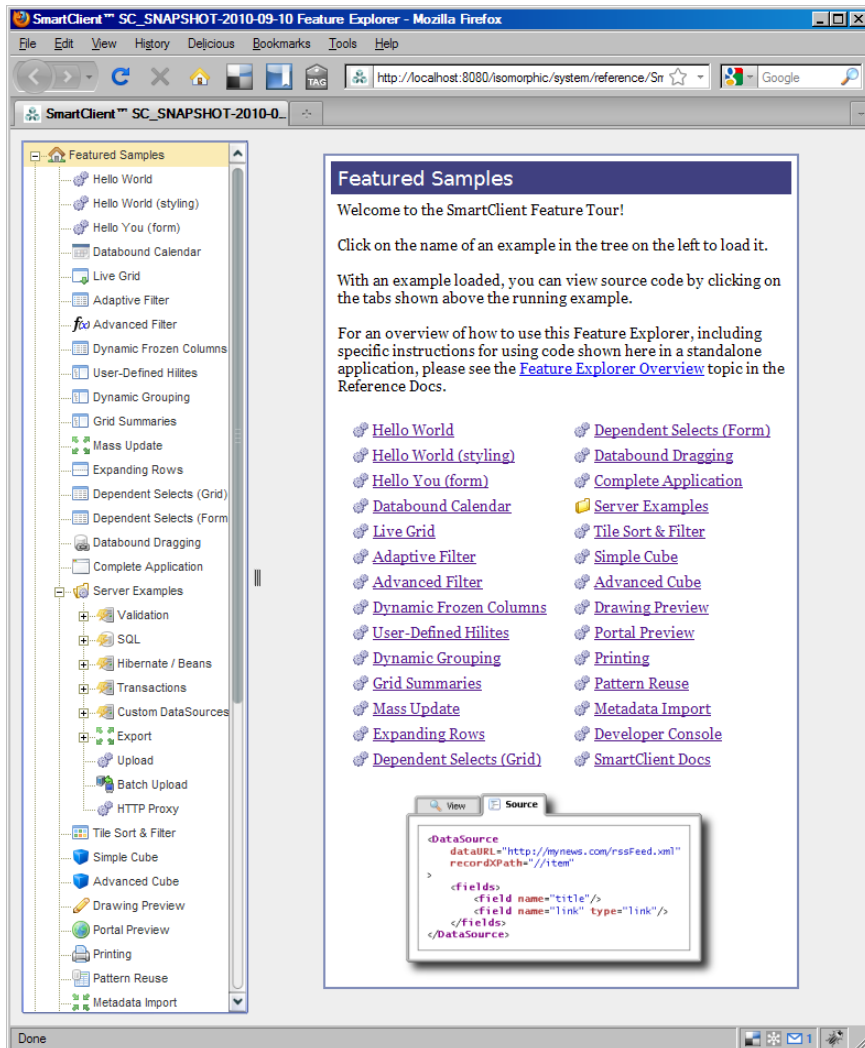 SmartClient™ SC_SNAPSHOT-2010-09-10 Feature Explorer - Mozilla Firefox
File Edit View History Delicious Bookmarks Tools Help
TAG http://localhost:8080/isomorphic/system/reference/Sm Google
SmartClient™ SC_SNAPSHOT-2010-0...
Featured Samples
Hello World
Hello World (styling)
Hello You (form)
Databound Calendar
Live Grid
Adaptive Filter
f(x) Advanced Filter
Dynamic Frozen Columns
User-Defined Hilites
Dynamic Grouping
Grid Summaries
Mass Update
Expanding Rows
Dependent Selects (Grid)
Dependent Selects (Form
Databound Dragging
Complete Application
Server Examples
Validation
SQL
Hibernate / Beans
Transactions
Custom DataSources
Export
Upload
Batch Upload
HTTP Proxy
Tile Sort & Filter
Simple Cube
Advanced Cube
Drawing Preview
Portal Preview
Printing
Pattern Reuse
Metadata Import
Featured Samples
Welcome to the SmartClient Feature Tour!
Click on the name of an example in the tree on the left to load it.
With an example loaded, you can view source code by clicking on
the tabs shown above the running example.
For an overview of how to use this Feature Explorer, including
specific instructions for using code shown here in a standalone
application, please see the Feature Explorer Overview topic in the
Reference Docs.
Hello World
Hello World (styling)
Hello You (form)
Databound Calendar
Live Grid
Adaptive Filter
Advanced Filter
Dynamic Frozen Columns
User-Defined Hilites
Dynamic Grouping
Grid Summaries
Mass Update
Expanding Rows
Dependent Selects (Grid)
Dependent Selects (Form)
Databound Dragging
Complete Application
Server Examples
Tile Sort & Filter
Simple Cube
Advanced Cube
Drawing Preview
Portal Preview
Printing
Pattern Reuse
Metadata Import
Developer Console
SmartClient Docs
View Source
<DataSource
dataURL="http://mynews.com/rssFeed.xml"
recordXPath="//item"
>
<fields>
<field name="title"/>
<field name="link" type="link"/>
</fields>
</DataSource>
Done 1